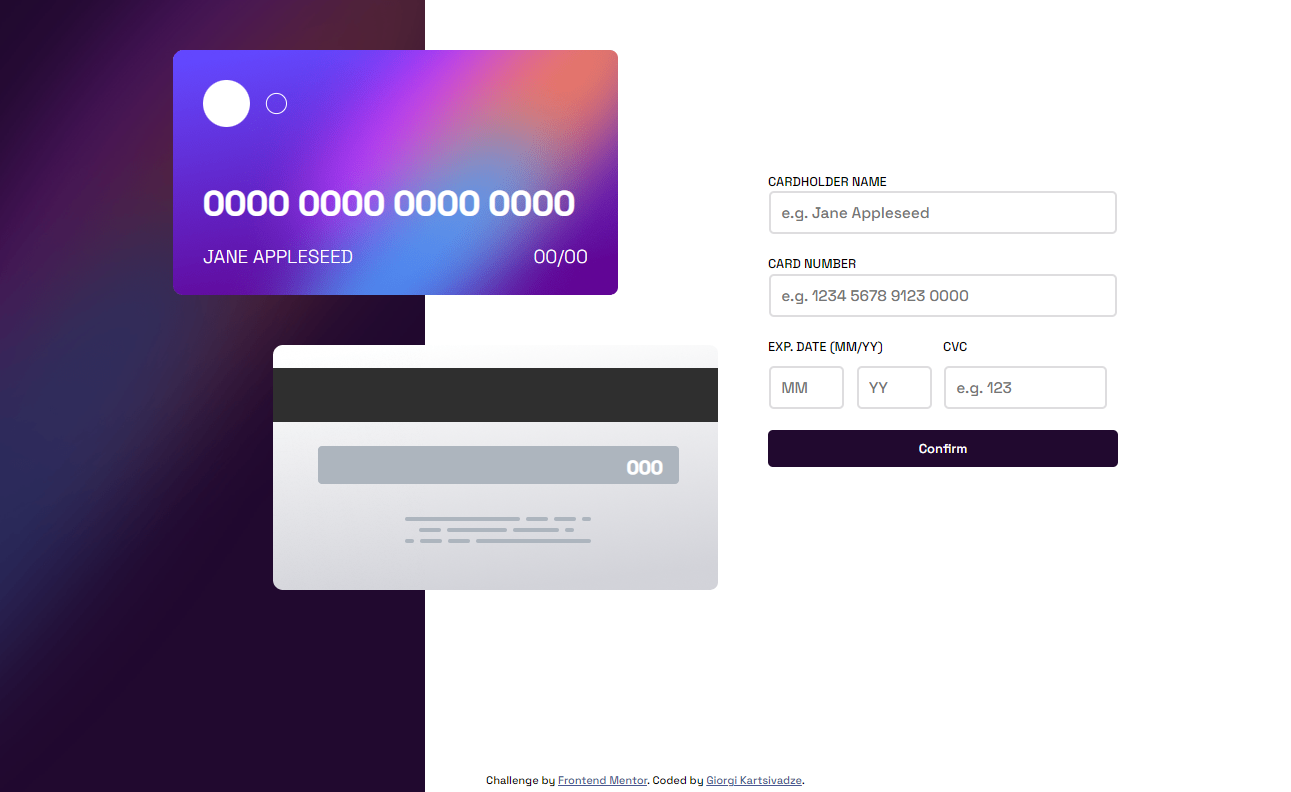 0000 0000 0000 0000
JANE APPLESEED 00/00
000
CARDHOLDER NAME
e.g. Jane Appleseed
CARD NUMBER
e.g. 1234 5678 9123 0000
EXP. DATE (MM/YY) CVC
MM YY e.g. 123
Confirm
Challenge by Frontend Mentor. Coded by Giorgi Kartsivadze.